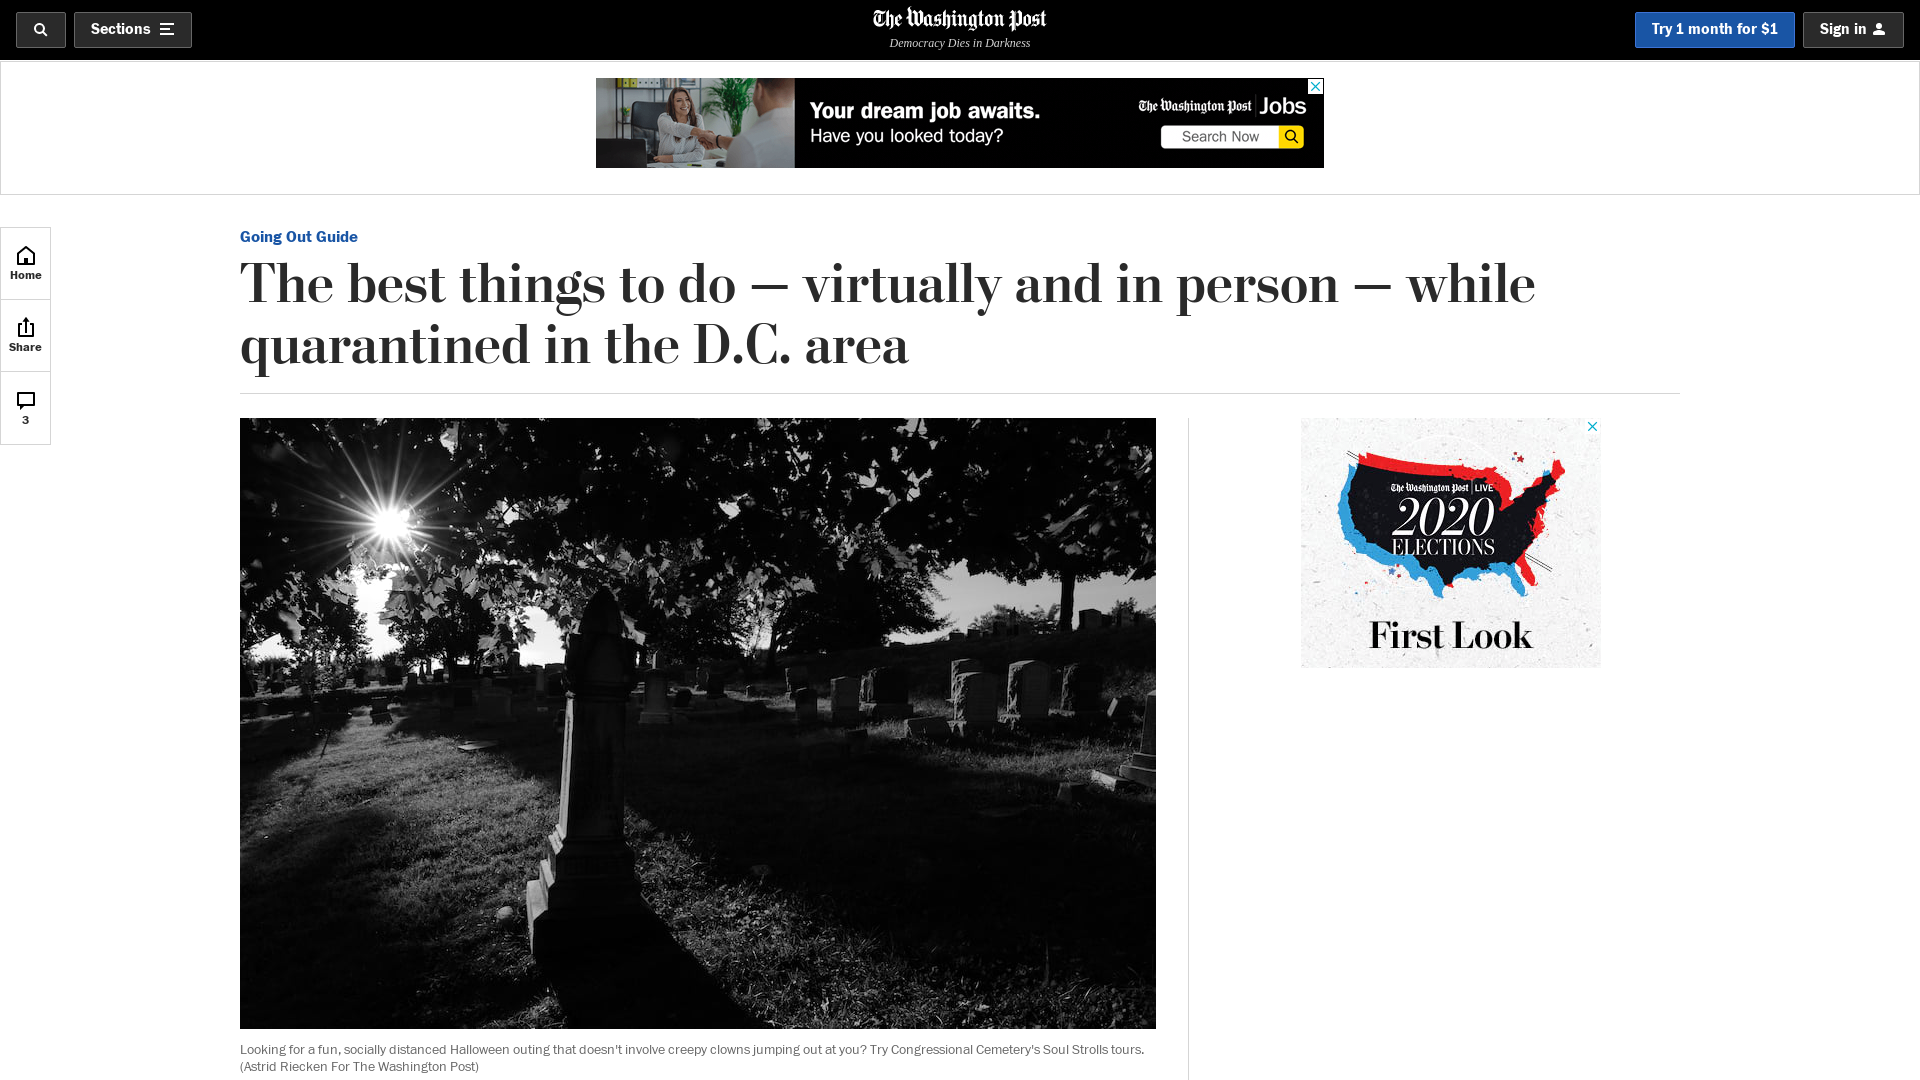 Sections
The Washington Post
Democracy Dies in Darkness
Try 1 month for $1
Sign in
Your dream job awaits.
Have you looked today?
The Washington Post Jobs
Search Now
Home
Share
3
Going Out Guide
The best things to do — virtually and in person — while
quarantined in the D.C. area
The Washington Post LIVE
2020
ELECTIONS
First Look
Looking for a fun, socially distanced Halloween outing that doesn't involve creepy clowns jumping out at you? Try Congressional Cemetery's Soul Strolls tours.
(Astrid Riecken For The Washington Post)